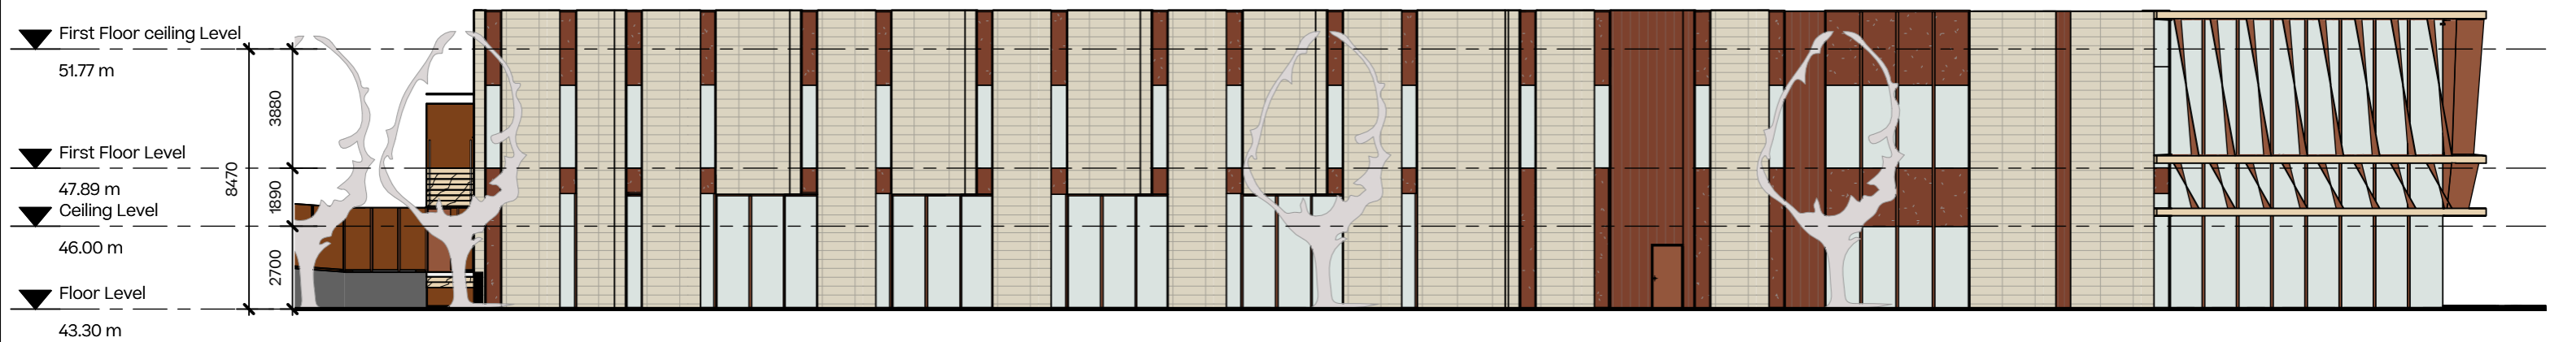 First Floor ceiling Level
51.77 m
3880
First Floor Level
47.89 m
8470
1890
Ceiling Level
46.00 m
2700
Floor Level
43.30 m